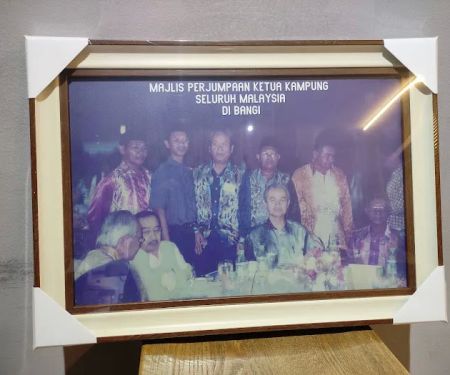 MAJLIS PERJUMPAAN KETUA KAMPUNG
SELURUH MALAYSIA
DI BANGI